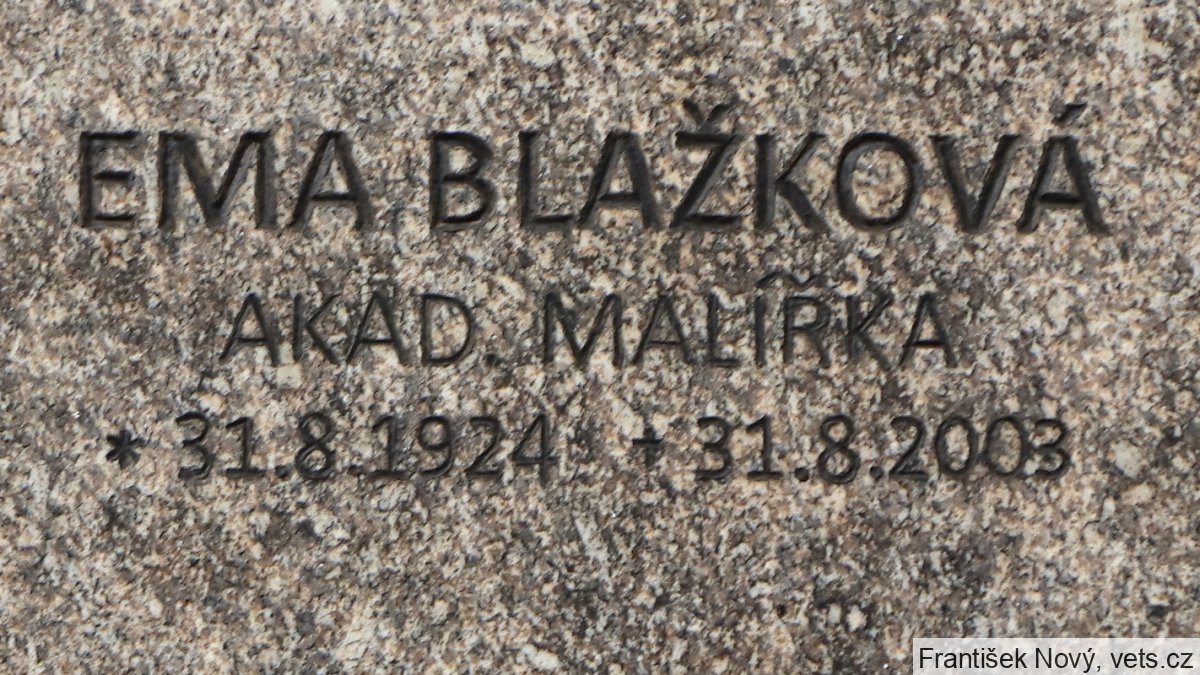 EMA BLAŽKOVÁ
AKAD. MALÍŘKA
* 31.8.1924 + 31.8.2003
František Nový, vets.cz